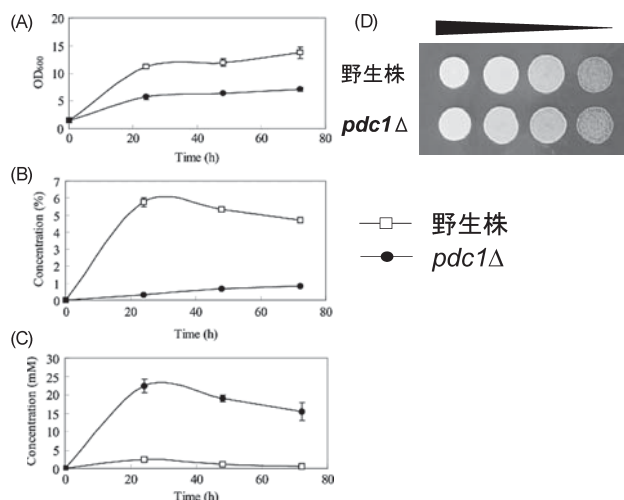 (A)
20
15
10
5
0
OD600
0 20 40 60 80
Time (h)
(B)
7
6
5
4
3
2
1
0
Concentration (%)
0 20 40 60 80
Time (h)
(C)
30
25
20
15
10
5
0
Concentration (mM)
0 20 40 60 80
Time (h)
(D)
野生株
pdc1Δ
野生株
pdc1Δ